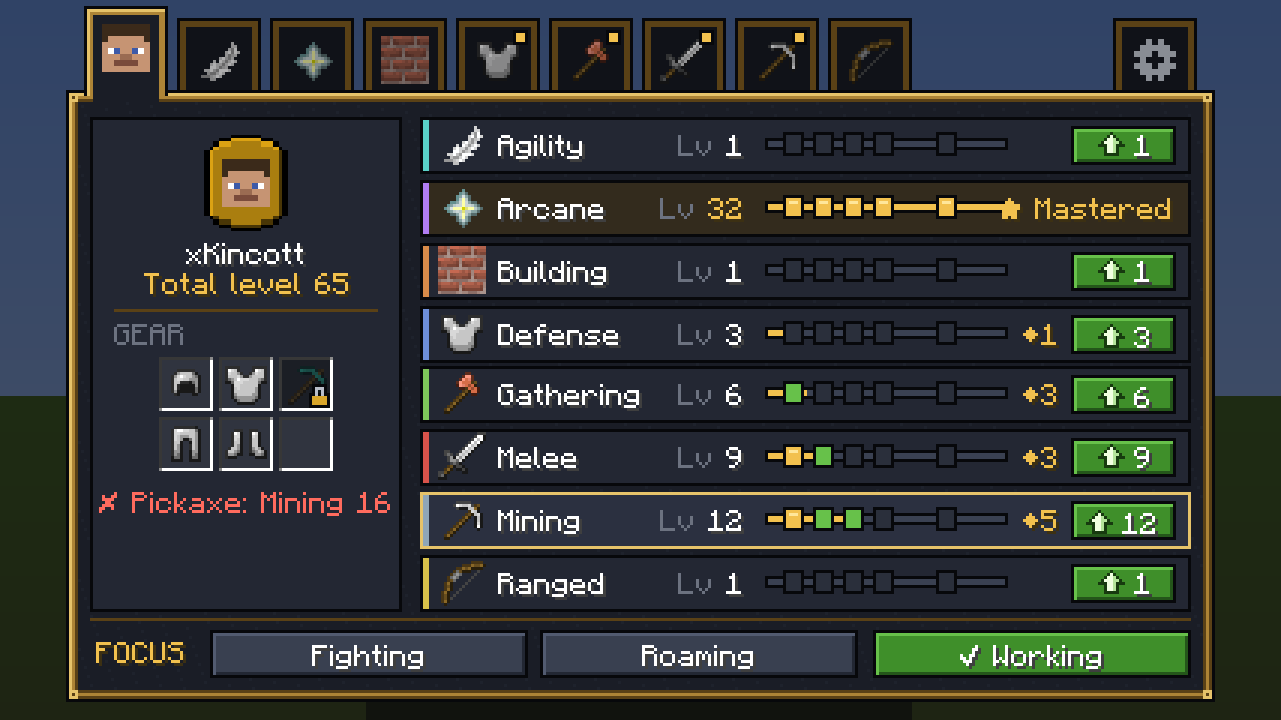 xKincott
Total level 65
GEAR
✘ Pickaxe: Mining 16
Agility Lv 1 1
Arcane Lv 32 Mastered
Building Lv 1 1
Defense Lv 3 +1 3
Gathering Lv 6 +3 6
Melee Lv 9 +3 9
Mining Lv 12 +5 12
Ranged Lv 1 1
FOCUS Fighting Roaming ✔ Working